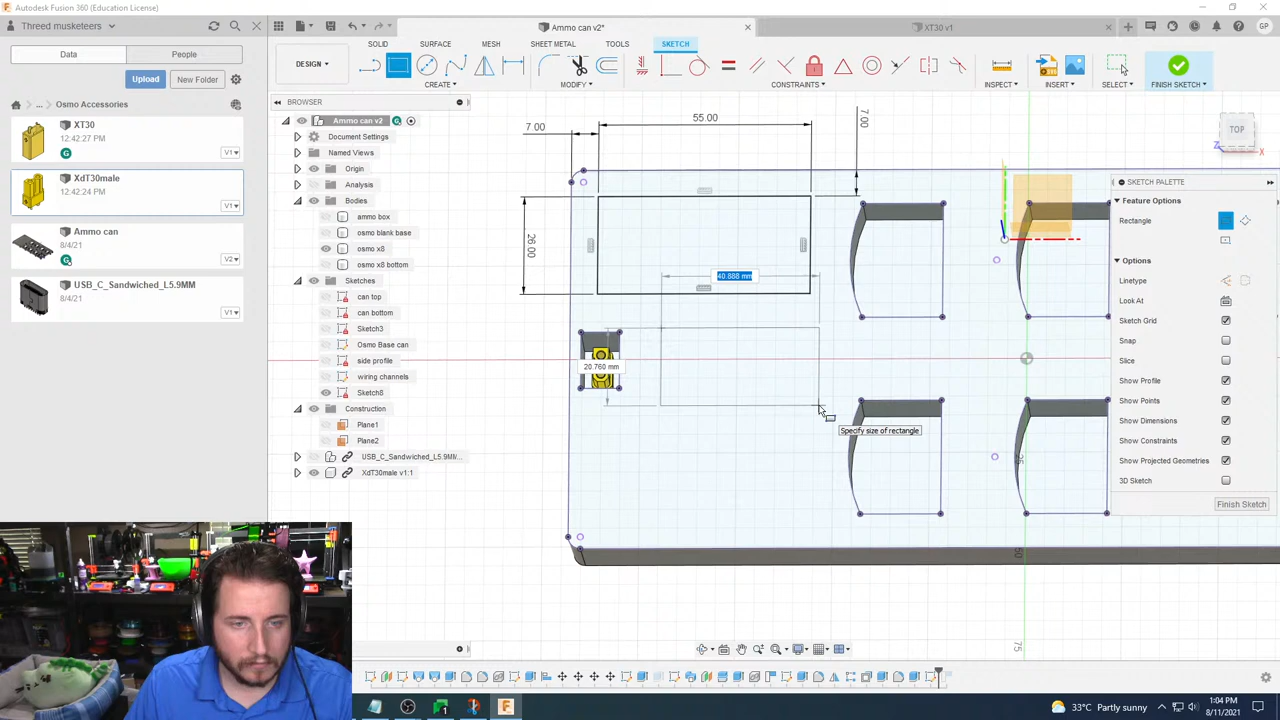 Autodesk Fusion 360 (Education License)
Threed musketeers
Ammo can v2*
XT30 v1
GP
Data
People
Upload
New Folder
... Osmo Accessories
XT30
12:42:27 PM
V1
XdT30male
12:42:24 PM
V1
Ammo can
8/4/21
V2
USB_C_Sandwiched_L5.9MM
8/4/21
V1
DESIGN
SOLID
SURFACE
MESH
SHEET METAL
TOOLS
SKETCH
CREATE
MODIFY
CONSTRAINTS
INSPECT
INSERT
SELECT
FINISH SKETCH
BROWSER
Ammo can v2
Document Settings
Named Views
Origin
Analysis
Bodies
ammo box
osmo blank base
osmo x8
osmo x8 bottom
Sketches
can top
can bottom
Sketch3
Osmo Base can
side profile
wiring channels
Sketch8
Construction
Plane1
Plane2
USB_C_Sandwiched_L5.9MM...
XdT30male v1:1
7.00
55.00
7.00
26.00
40.888 mm
20.760 mm
Specify size of rectangle
25
50
75
TOP
Z
X
SKETCH PALETTE
Feature Options
Rectangle
Options
Linetype
Look At
Sketch Grid
Snap
Slice
Show Profile
Show Points
Show Dimensions
Show Constraints
Show Projected Geometries
3D Sketch
Finish Sketch
33°C Partly sunny
1:04 PM
8/11/2021